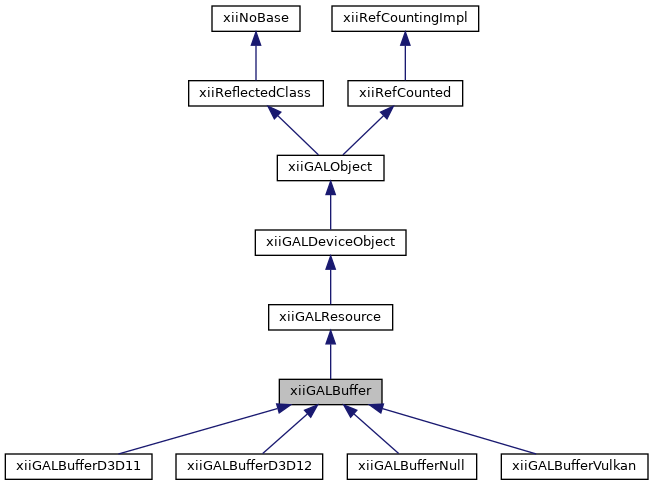 xiiNoBase
xiiRefCountingImpl
xiiReflectedClass
xiiRefCounted
xiiGALObject
xiiGALDeviceObject
xiiGALResource
xiiGALBuffer
xiiGALBufferD3D11
xiiGALBufferD3D12
xiiGALBufferNull
xiiGALBufferVulkan